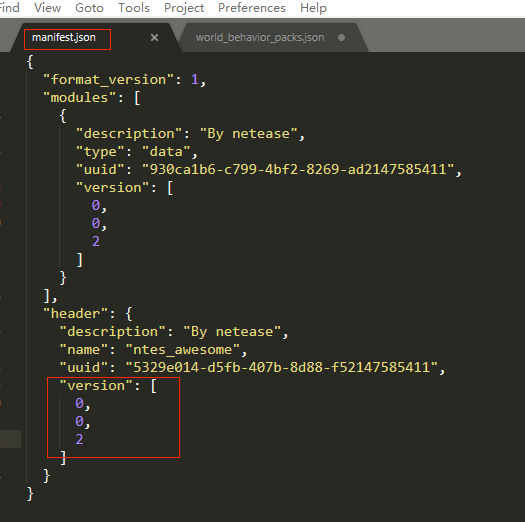 Find View Goto Tools Project Preferences Help
manifest.json × world_behavior_packs.json
{
"format_version": 1,
"modules": [
{
"description": "By netease",
"type": "data",
"uuid": "930ca1b6-c799-4bf2-8269-ad2147585411",
"version": [
0,
0,
2
]
}
],
"header": {
"description": "By netease",
"name": "ntes_awesome",
"uuid": "5329e014-d5fb-407b-8d88-f52147585411",
"version": [
0,
0,
2
]
}
}